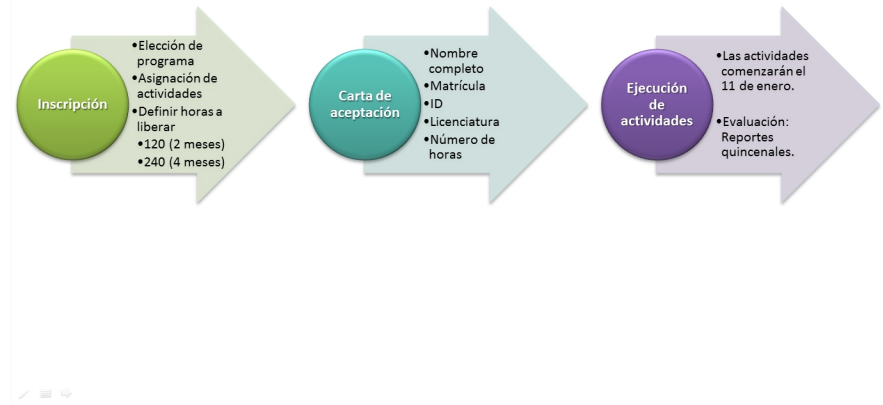 Inscripción
•Elección de
programa
•Asignación de
actividades
•Definir horas a
liberar
•120 (2 meses)
•240 (4 meses)
Carta de
aceptación
•Nombre
completo
•Matrícula
•ID
•Licenciatura
•Número de
horas
Ejecución
de
actividades
•Las actividades
comenzarán el
11 de enero.
•Evaluación:
Reportes
quincenales.